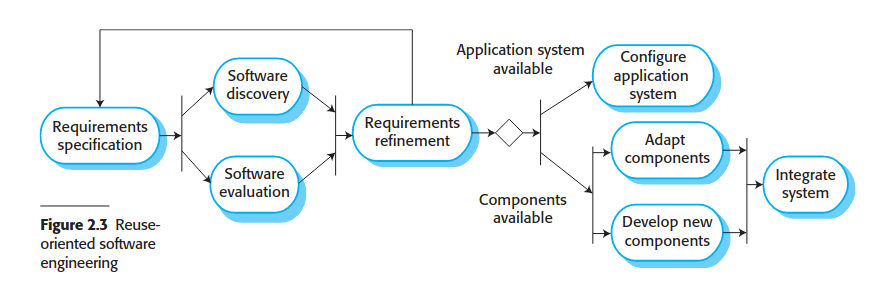 Requirements
specification
Software
discovery
Software
evaluation
Requirements
refinement
Application system
available
Components
available
Configure
application
system
Adapt
components
Develop new
components
Integrate
system
Figure 2.3 Reuse-
oriented software
engineering